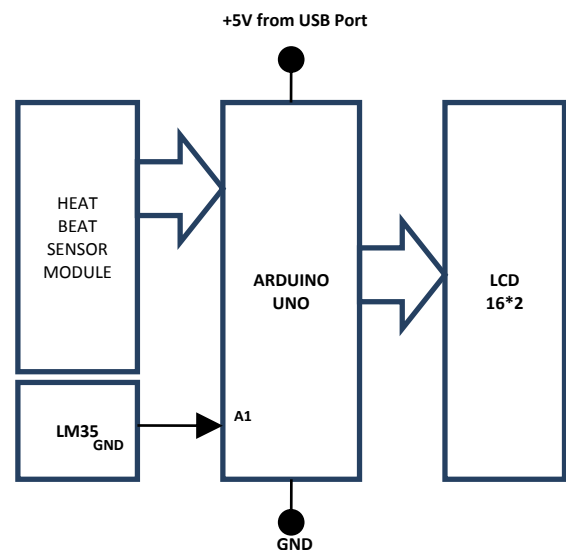 +5V from USB Port
HEAT
BEAT
SENSOR
MODULE
ARDUINO
UNO
LCD
16*2
LM35
GND
A1
GND